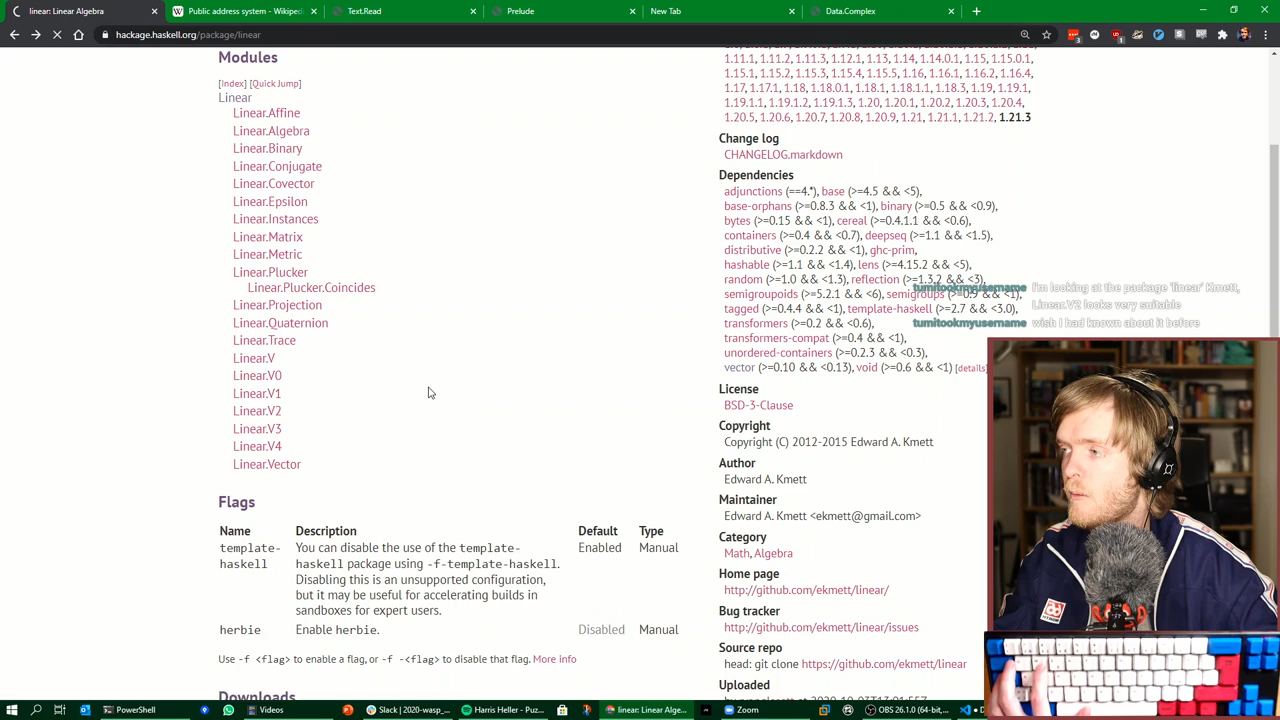 linear: Linear Algebra
Public address system - Wikiped
Text.Read
Prelude
New Tab
Data.Complex
hackage.haskell.org/package/linear
Modules
[Index] [Quick Jump]
Linear
Linear.Affine
Linear.Algebra
Linear.Binary
Linear.Conjugate
Linear.Covector
Linear.Epsilon
Linear.Instances
Linear.Matrix
Linear.Metric
Linear.Plucker
Linear.Plucker.Coincides
Linear.Projection
Linear.Quaternion
Linear.Trace
Linear.V
Linear.V0
Linear.V1
Linear.V2
Linear.V3
Linear.V4
Linear.Vector
Flags
Name Description Default Type
template-haskell You can disable the use of the template- Enabled Manual
haskell package using -f-template-haskell.
Disabling this is an unsupported configuration,
but it may be useful for accelerating builds in
sandboxes for expert users.
herbie Enable herbie. Disabled Manual
Use -f <flag> to enable a flag, or -f -<flag> to disable that flag. More info
Downloads
1.11.1, 1.11.2, 1.11.3, 1.12.1, 1.13, 1.14, 1.14.0.1, 1.15, 1.15.0.1,
1.15.1, 1.15.2, 1.15.3, 1.15.4, 1.15.5, 1.16, 1.16.1, 1.16.2, 1.16.4,
1.17, 1.17.1, 1.18, 1.18.0.1, 1.18.1, 1.18.1.1, 1.18.3, 1.19, 1.19.1,
1.19.1.1, 1.19.1.2, 1.19.1.3, 1.20, 1.20.1, 1.20.2, 1.20.3, 1.20.4,
1.20.5, 1.20.6, 1.20.7, 1.20.8, 1.20.9, 1.21, 1.21.1, 1.21.2, 1.21.3
Change log
CHANGELOG.markdown
Dependencies
adjunctions (==4.*), base (>=4.5 && <5),
base-orphans (>=0.8.3 && <1), binary (>=0.5 && <0.9),
bytes (>=0.15 && <1), cereal (>=0.4.1.1 && <0.6),
containers (>=0.4 && <0.7), deepseq (>=1.1 && <1.5),
distributive (>=0.2.2 && <1), ghc-prim,
hashable (>=1.1 && <1.4), lens (>=4.15.2 && <5),
random (>=1.0 && <1.3), reflection (>=1.3.2 && <3),
semigroupoids (>=5.2.1 && <6), semigroups (>=0.9 && <1),
tagged (>=0.4.4 && <1), template-haskell (>=2.7 && <3.0),
transformers (>=0.2 && <0.6),
transformers-compat (>=0.4 && <1),
unordered-containers (>=0.2.3 && <0.3),
vector (>=0.10 && <0.13), void (>=0.6 && <1) [details]
License
BSD-3-Clause
Copyright
Copyright (C) 2012-2015 Edward A. Kmett
Author
Edward A. Kmett
Maintainer
Edward A. Kmett <ekmett@gmail.com>
Category
Math, Algebra
Home page
http://github.com/ekmett/linear/
Bug tracker
http://github.com/ekmett/linear/issues
Source repo
head: git clone https://github.com/ekmett/linear
Uploaded
tumitookmyusername I'm looking at the package 'linear' Kmett,
Linear.V2 looks very suitable
tumitookmyusername wish I had known about it before
PowerShell
Videos
Slack | 2020-wasp_...
Harris Heller - Puz...
linear: Linear Alge...
Zoom
OBS 26.1.0 (64-bit,...